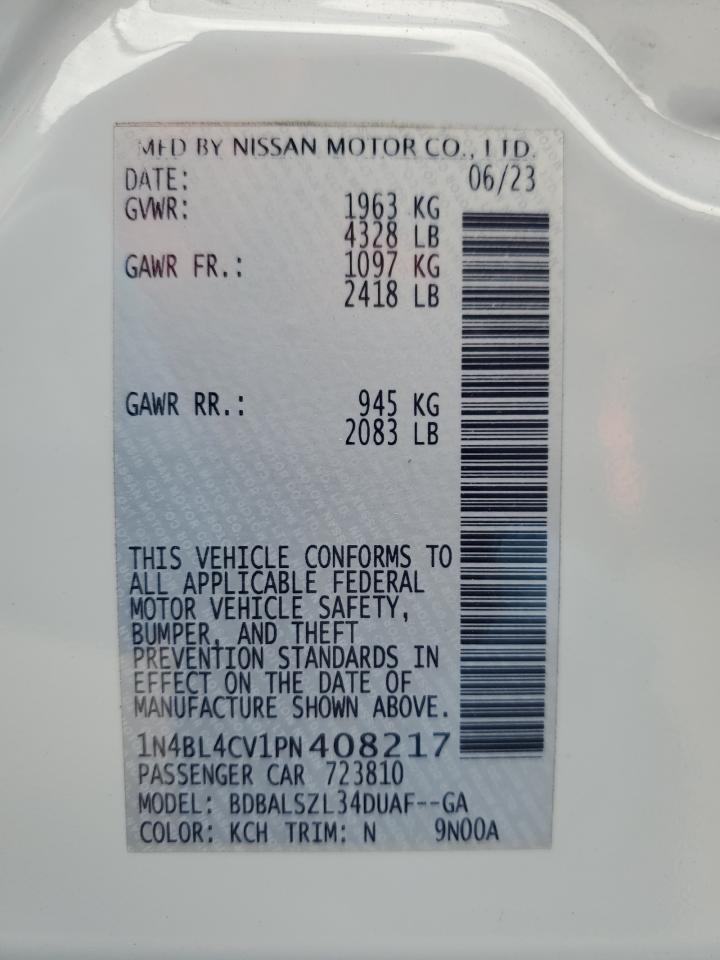 MFD BY NISSAN MOTOR CO., LTD.
DATE: 06/23
GVWR: 1963 KG
4328 LB
GAWR FR.: 1097 KG
2418 LB
GAWR RR.: 945 KG
2083 LB
THIS VEHICLE CONFORMS TO
ALL APPLICABLE FEDERAL
MOTOR VEHICLE SAFETY,
BUMPER, AND THEFT
PREVENTION STANDARDS IN
EFFECT ON THE DATE OF
MANUFACTURE SHOWN ABOVE.
1N4BL4CV1PN408217
PASSENGER CAR 723810
MODEL: BDBALSZL34DUAF--GA
COLOR: KCH TRIM: N 9N00A